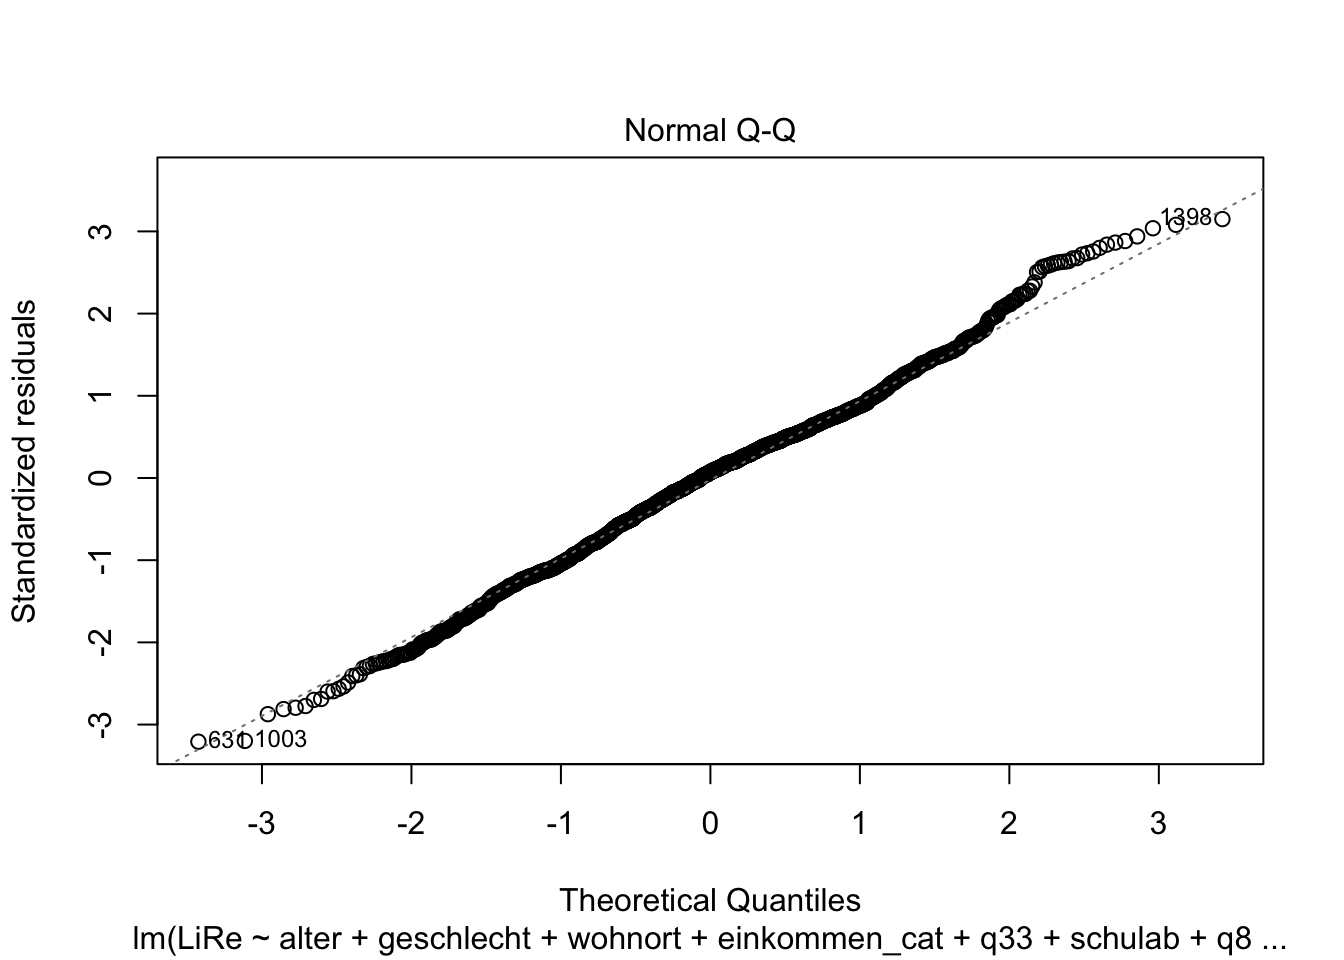 Normal Q-Q
Standardized residuals
3
2
1
0
-1
-2
-3
1398
631 1003
-3 -2 -1 0 1 2 3
Theoretical Quantiles
lm(LiRe ~ alter + geschlecht + wohnort + einkommen_cat + q33 + schulab + q8 ...